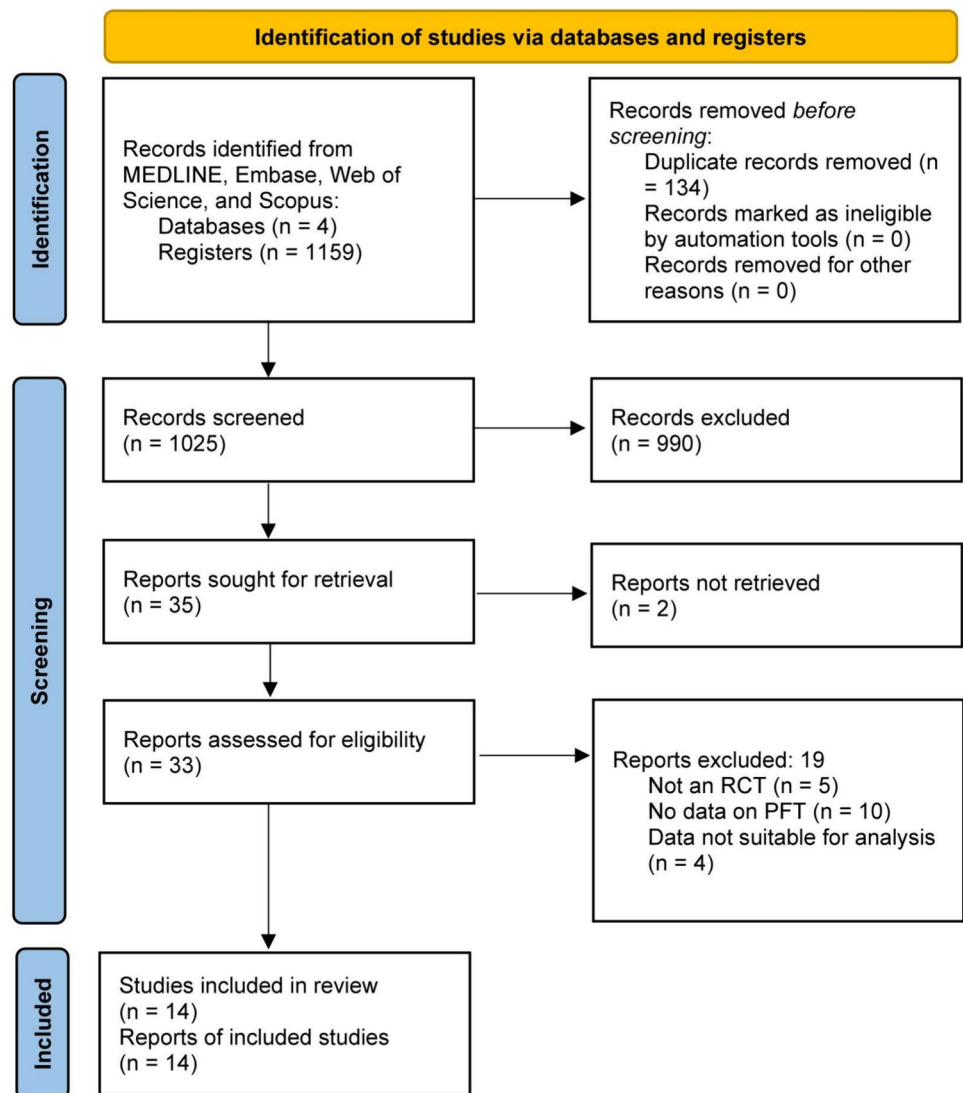 Identification of studies via databases and registers
Identification
Records identified from
MEDLINE, Embase, Web of
Science, and Scopus:
Databases (n = 4)
Registers (n = 1159)
Records removed before
screening:
Duplicate records removed (n
= 134)
Records marked as ineligible
by automation tools (n = 0)
Records removed for other
reasons (n = 0)
Screening
Records screened
(n = 1025)
Records excluded
(n = 990)
Reports sought for retrieval
(n = 35)
Reports not retrieved
(n = 2)
Reports assessed for eligibility
(n = 33)
Reports excluded: 19
Not an RCT (n = 5)
No data on PFT (n = 10)
Data not suitable for analysis
(n = 4)
Included
Studies included in review
(n = 14)
Reports of included studies
(n = 14)